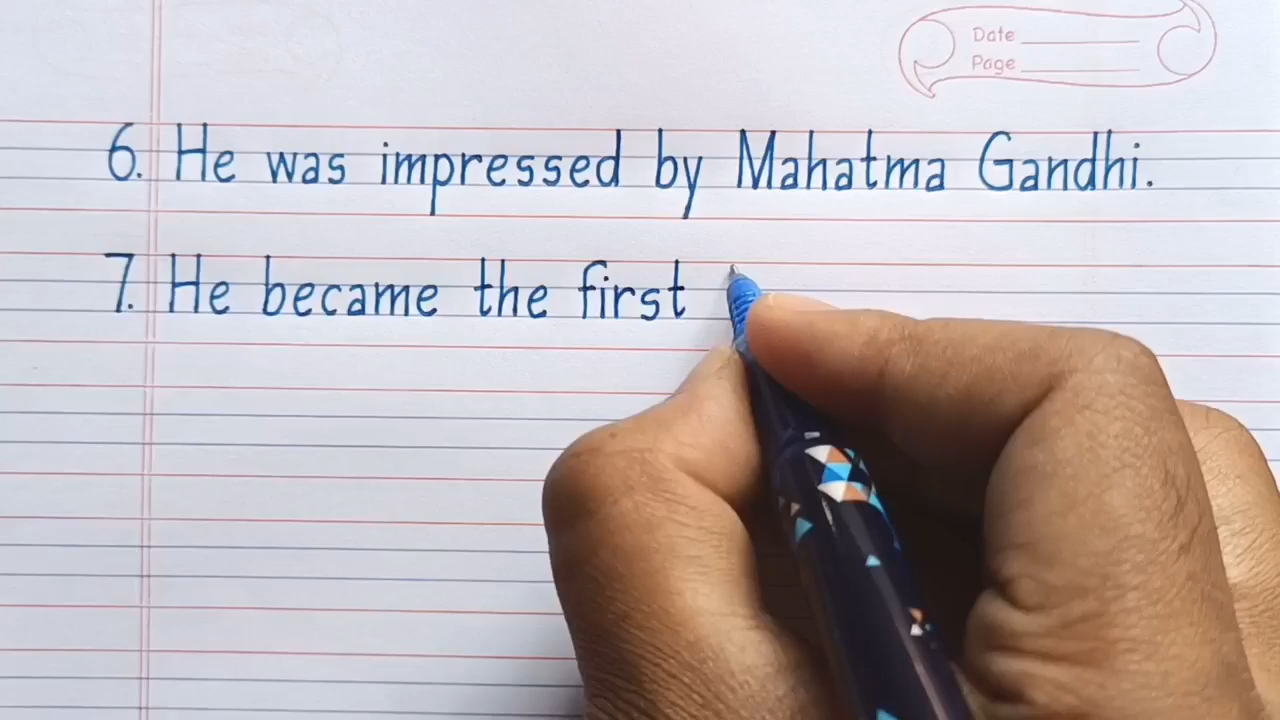 Date
Page
6. He was impressed by Mahatma Gandhi.
7. He became the first